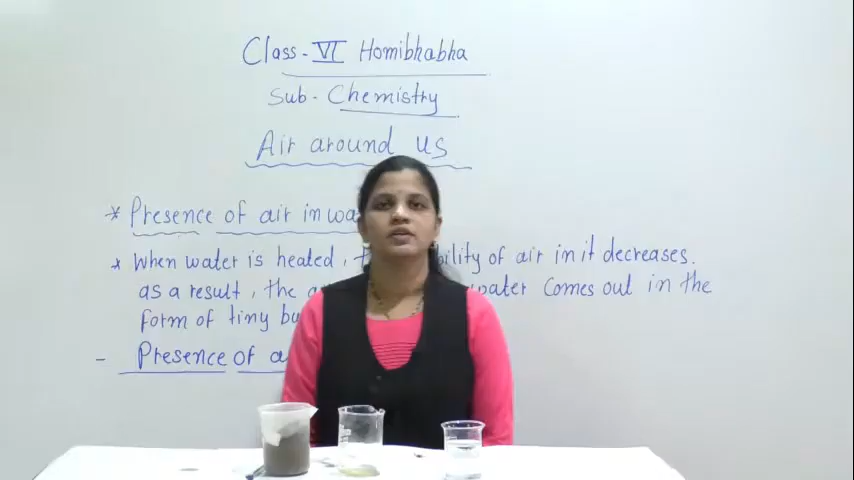 Class - VI Homibhabha
Sub - Chemistry
Air around us
* Presence of air in wa
* When water is heated, bility of air in it decreases.
as a result, the water comes out in the
form of tiny bu
- Presence of a